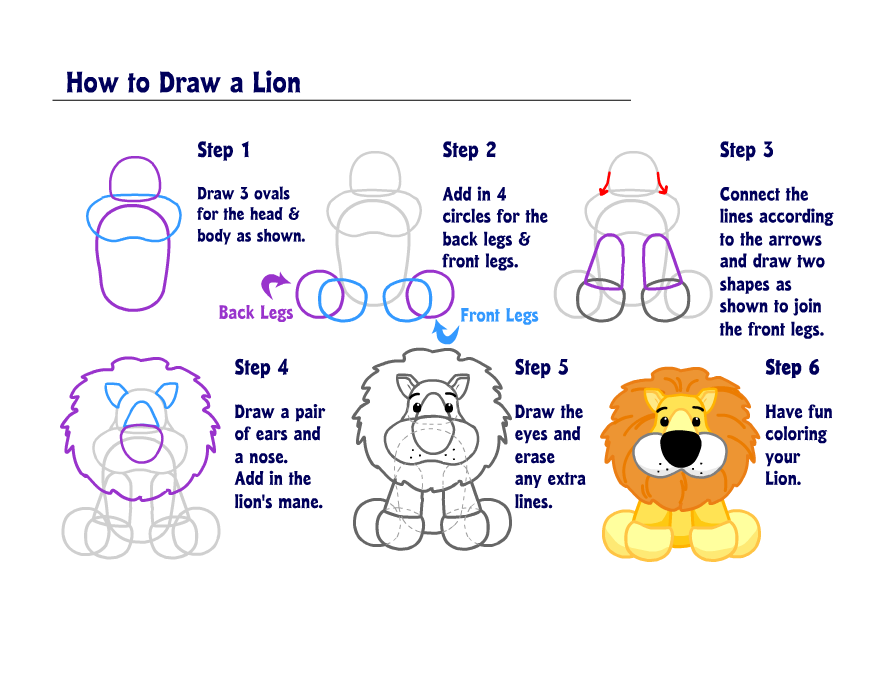 How to Draw a Lion
Step 1
Draw 3 ovals
for the head &
body as shown.
Step 2
Add in 4
circles for the
back legs &
front legs.
Back Legs
Front Legs
Step 3
Connect the
lines according
to the arrows
and draw two
shapes as
shown to join
the front legs.
Step 4
Draw a pair
of ears and
a nose.
Add in the
lion's mane.
Step 5
Draw the
eyes and
erase
any extra
lines.
Step 6
Have fun
coloring
your
Lion.